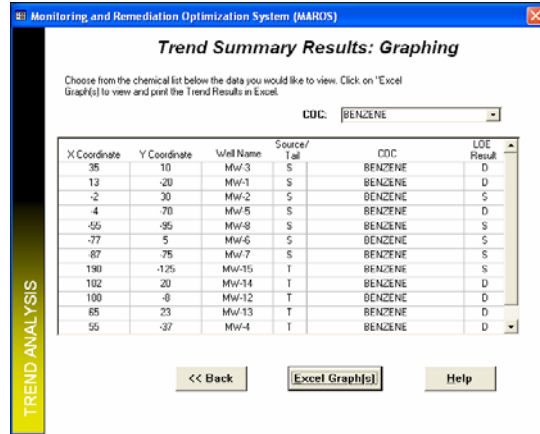 Monitoring and Remediation Optimization System (MAROS)
Trend Summary Results: Graphing
Choose from the chemical list below the data you would like to view. Click on "Excel
Graph(s) to view and print the Trend Results in Excel.
COC: BENZENE
X Coordinate Y Coordinate Well Name Source/ Tail COC LOE Result
35 10 MW-3 S BENZENE D
13 -20 MW-1 S BENZENE D
-2 30 MW-2 S BENZENE S
-4 -70 MW-5 S BENZENE D
-55 -95 MW-8 S BENZENE S
-77 5 MW-6 S BENZENE S
-87 -75 MW-7 S BENZENE S
190 -125 MW-15 T BENZENE S
102 20 MW-14 T BENZENE D
100 -8 MW-12 T BENZENE D
65 23 MW-13 T BENZENE D
55 -37 MW-4 T BENZENE D
TREND ANALYSIS
<< Back Excel Graph(s) Help